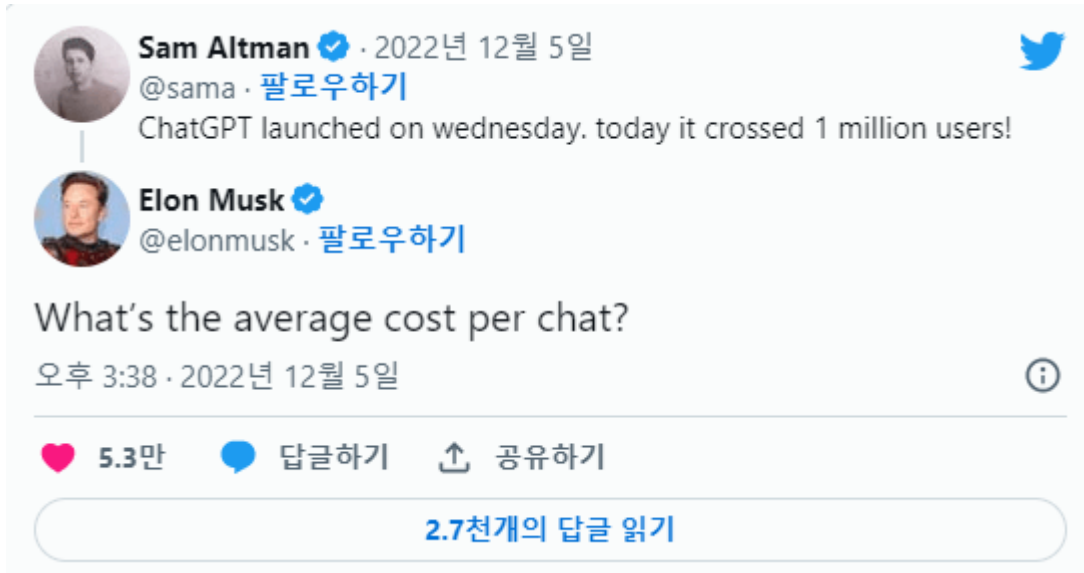 Sam Altman · 2022년 12월 5일
@sama · 팔로우하기
ChatGPT launched on wednesday. today it crossed 1 million users!
Elon Musk
@elonmusk · 팔로우하기
What's the average cost per chat?
오후 3:38 · 2022년 12월 5일
5.3만 답글하기 공유하기
2.7천개의 답글 읽기